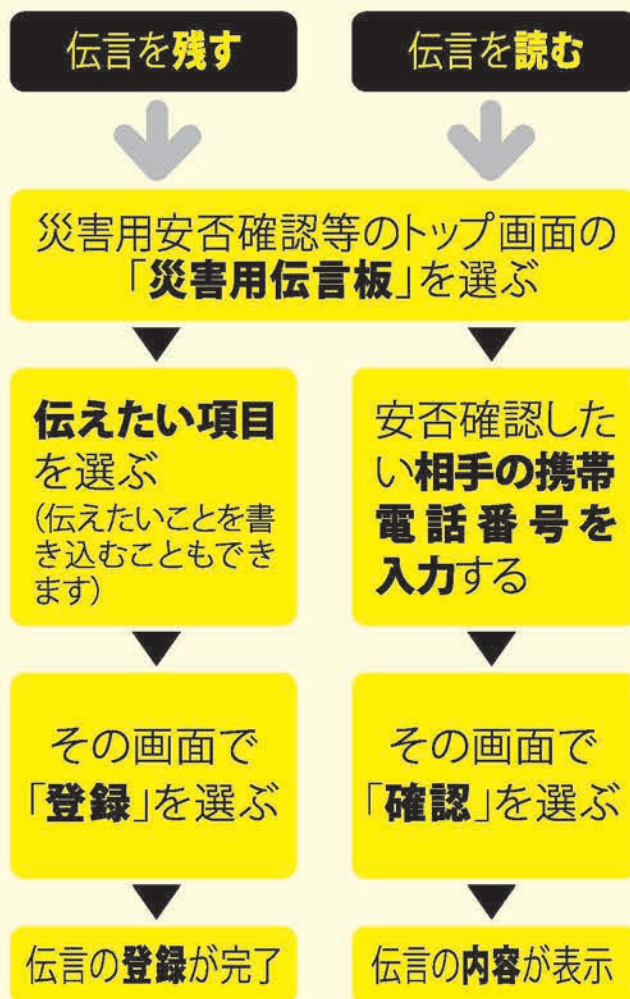 伝言を残す
伝言を読む
災害用安否確認等のトップ画面の
「災害用伝言板」を選ぶ
伝えたい項目
を選ぶ
(伝えたいことを書
き込むこともでき
ます)
安否確認した
い相手の携帯
電話番号を
入力する
その画面で
「登録」を選ぶ
その画面で
「確認」を選ぶ
伝言の登録が完了
伝言の内容が表示